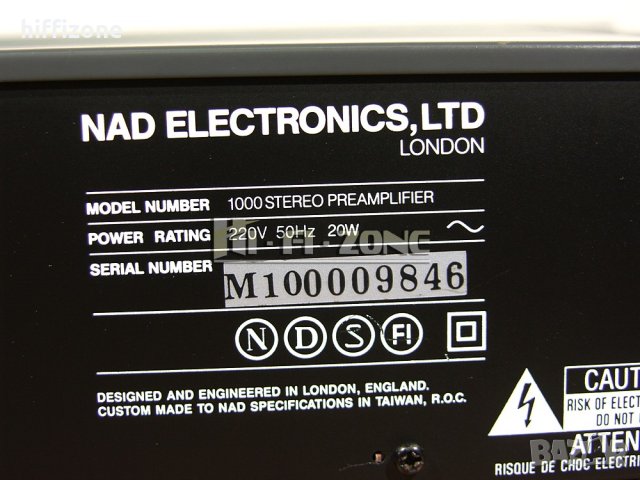 hiffizone
NAD ELECTRONICS, LTD
LONDON
MODEL NUMBER 1000 STEREO PREAMPLIFIER
POWER RATING 220V 50Hz 20W
Hi-Fi-ZONE
SERIAL NUMBER M100009846
N D S FI
DESIGNED AND ENGINEERED IN LONDON, ENGLAND.
CUSTOM MADE TO NAD SPECIFICATIONS IN TAIWAN, R.O.C.
CAUT
RISK OF ELECT
DO NOT
ATTEN
RISQUE DE CHOC ELECTRIC